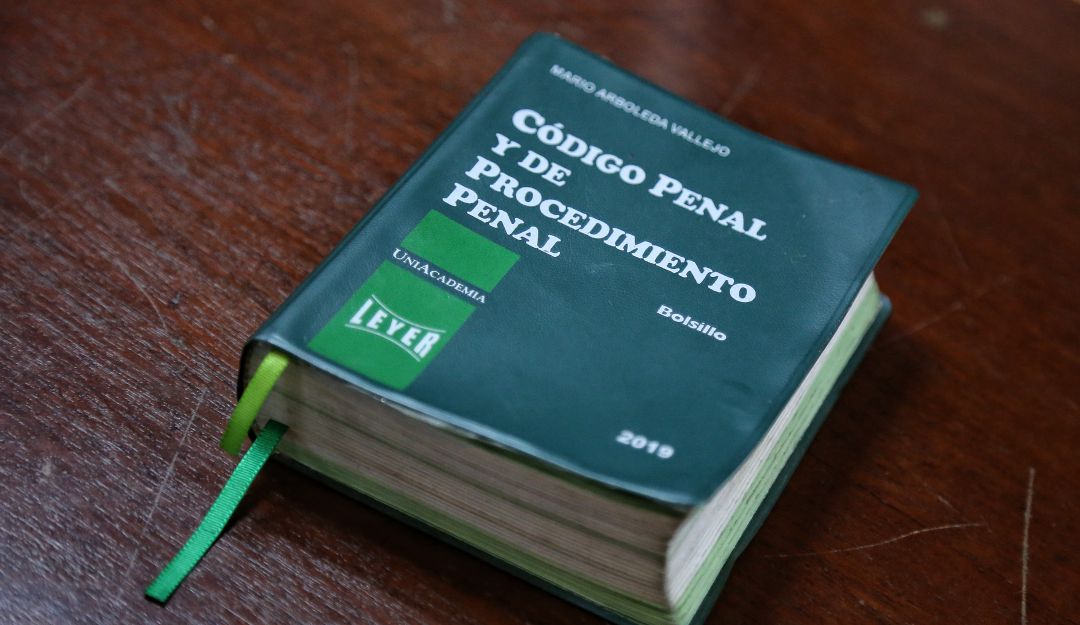 MARIO ARBOLEDA VALLEJO
CÓDIGO PENAL
Y DE
PROCEDIMIENTO
PENAL
UNIACADEMIA
LEYER
Bolsillo
2019